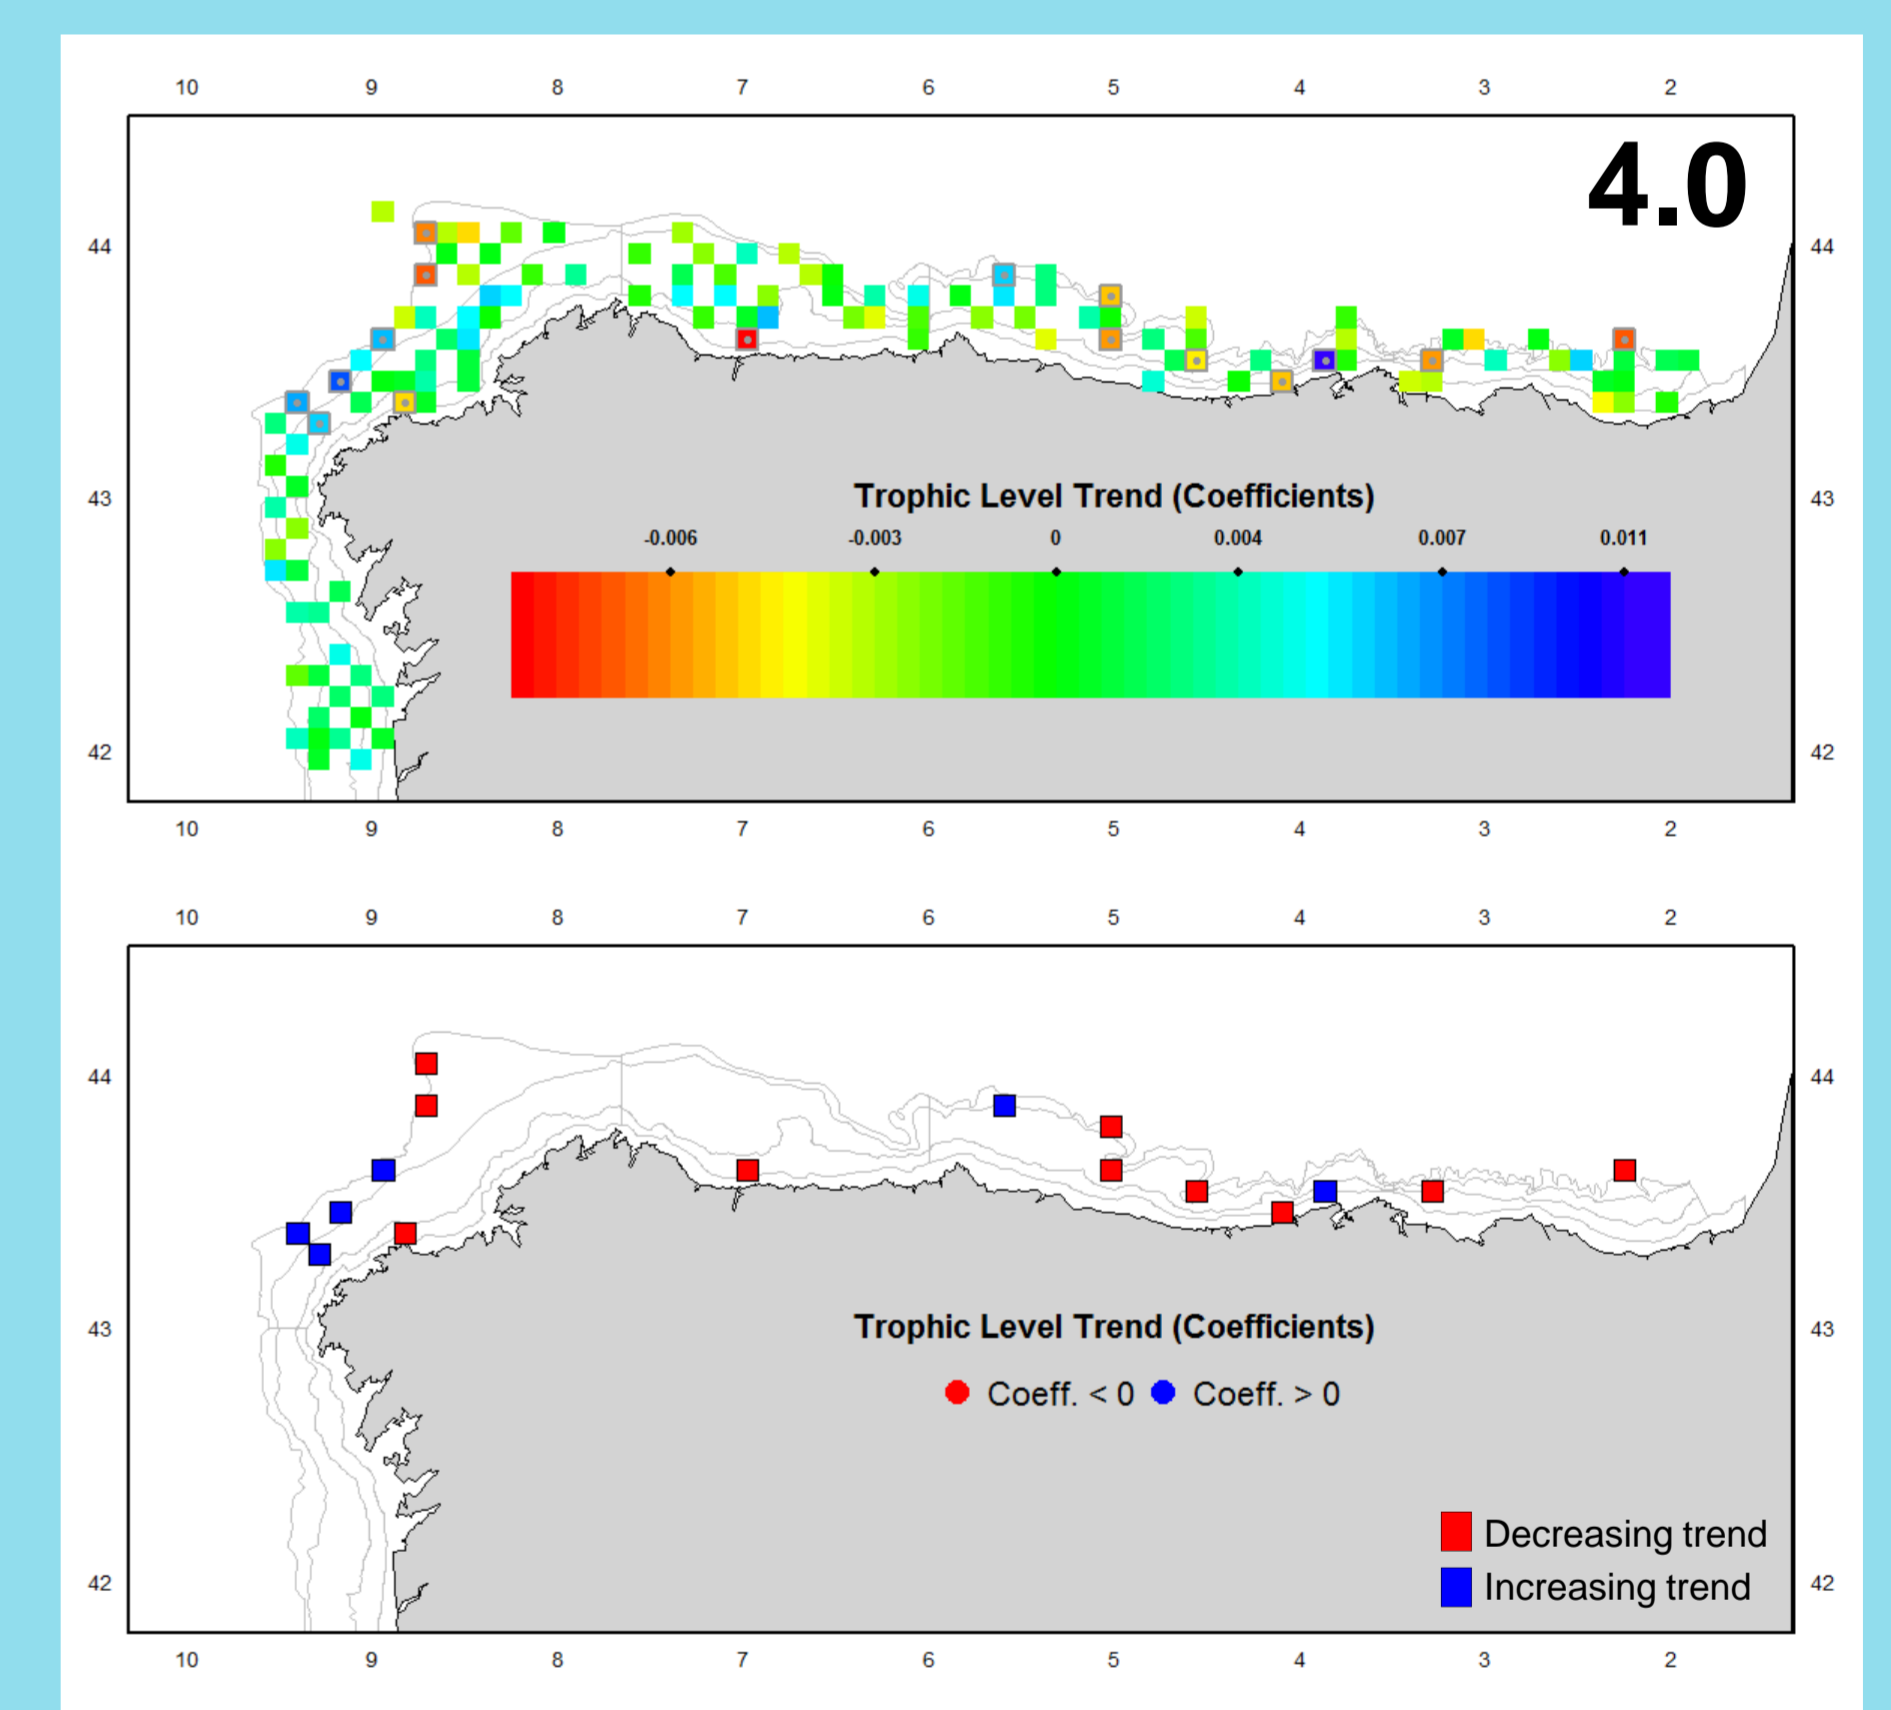 10 9 8 7 6 5 4 3 2
4.0
44 44
43 43
Trophic Level Trend (Coefficients)
-0.006 -0.003 0 0.004 0.007 0.011
42 42
10 9 8 7 6 5 4 3 2
10 9 8 7 6 5 4 3 2
44 44
43 43
Trophic Level Trend (Coefficients)
Coeff. < 0 Coeff. > 0
Decreasing trend
Increasing trend
42 42
10 9 8 7 6 5 4 3 2